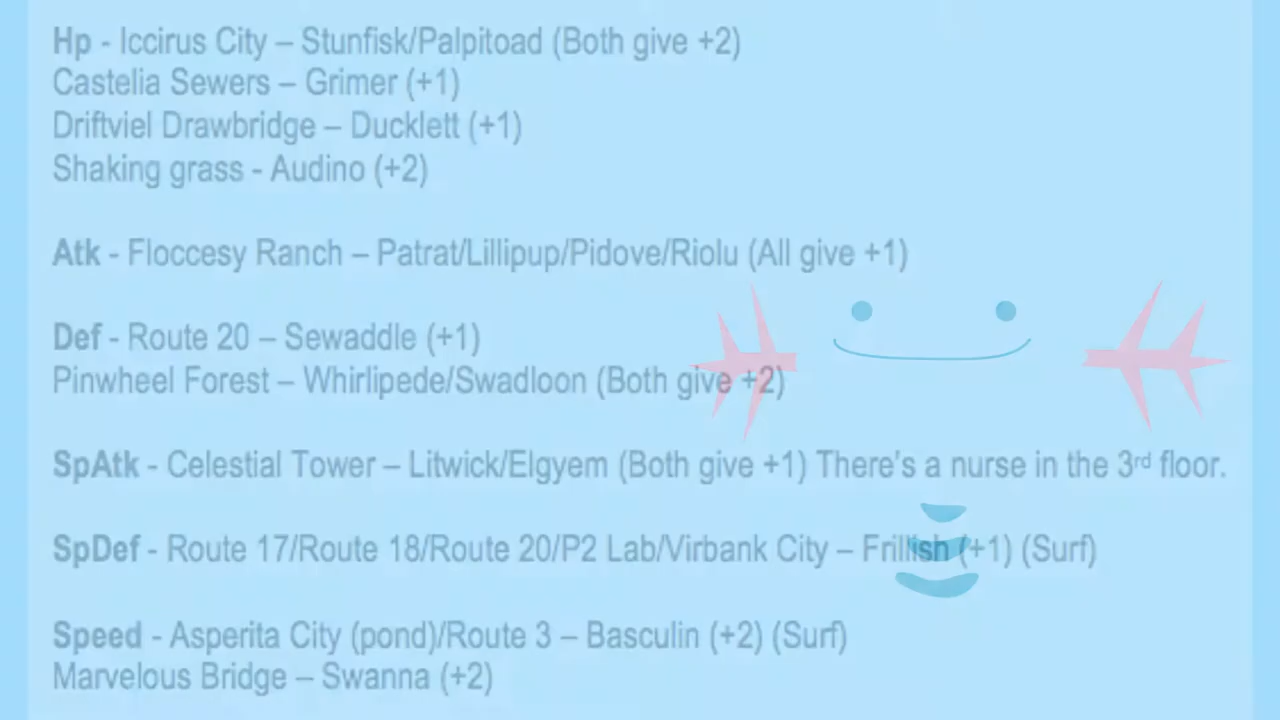 Hp - Iccirus City – Stunfisk/Palpitoad (Both give +2)
Castelia Sewers – Grimer (+1)
Driftviel Drawbridge – Ducklett (+1)
Shaking grass - Audino (+2)
Atk - Floccesy Ranch – Patrat/Lillipup/Pidove/Riolu (All give +1)
Def - Route 20 – Sewaddle (+1)
Pinwheel Forest – Whirlipede/Swadloon (Both give +2)
SpAtk - Celestial Tower – Litwick/Elgyem (Both give +1) There's a nurse in the 3rd floor.
SpDef - Route 17/Route 18/Route 20/P2 Lab/Virbank City – Frillish (+1) (Surf)
Speed - Asperita City (pond)/Route 3 – Basculin (+2) (Surf)
Marvelous Bridge – Swanna (+2)